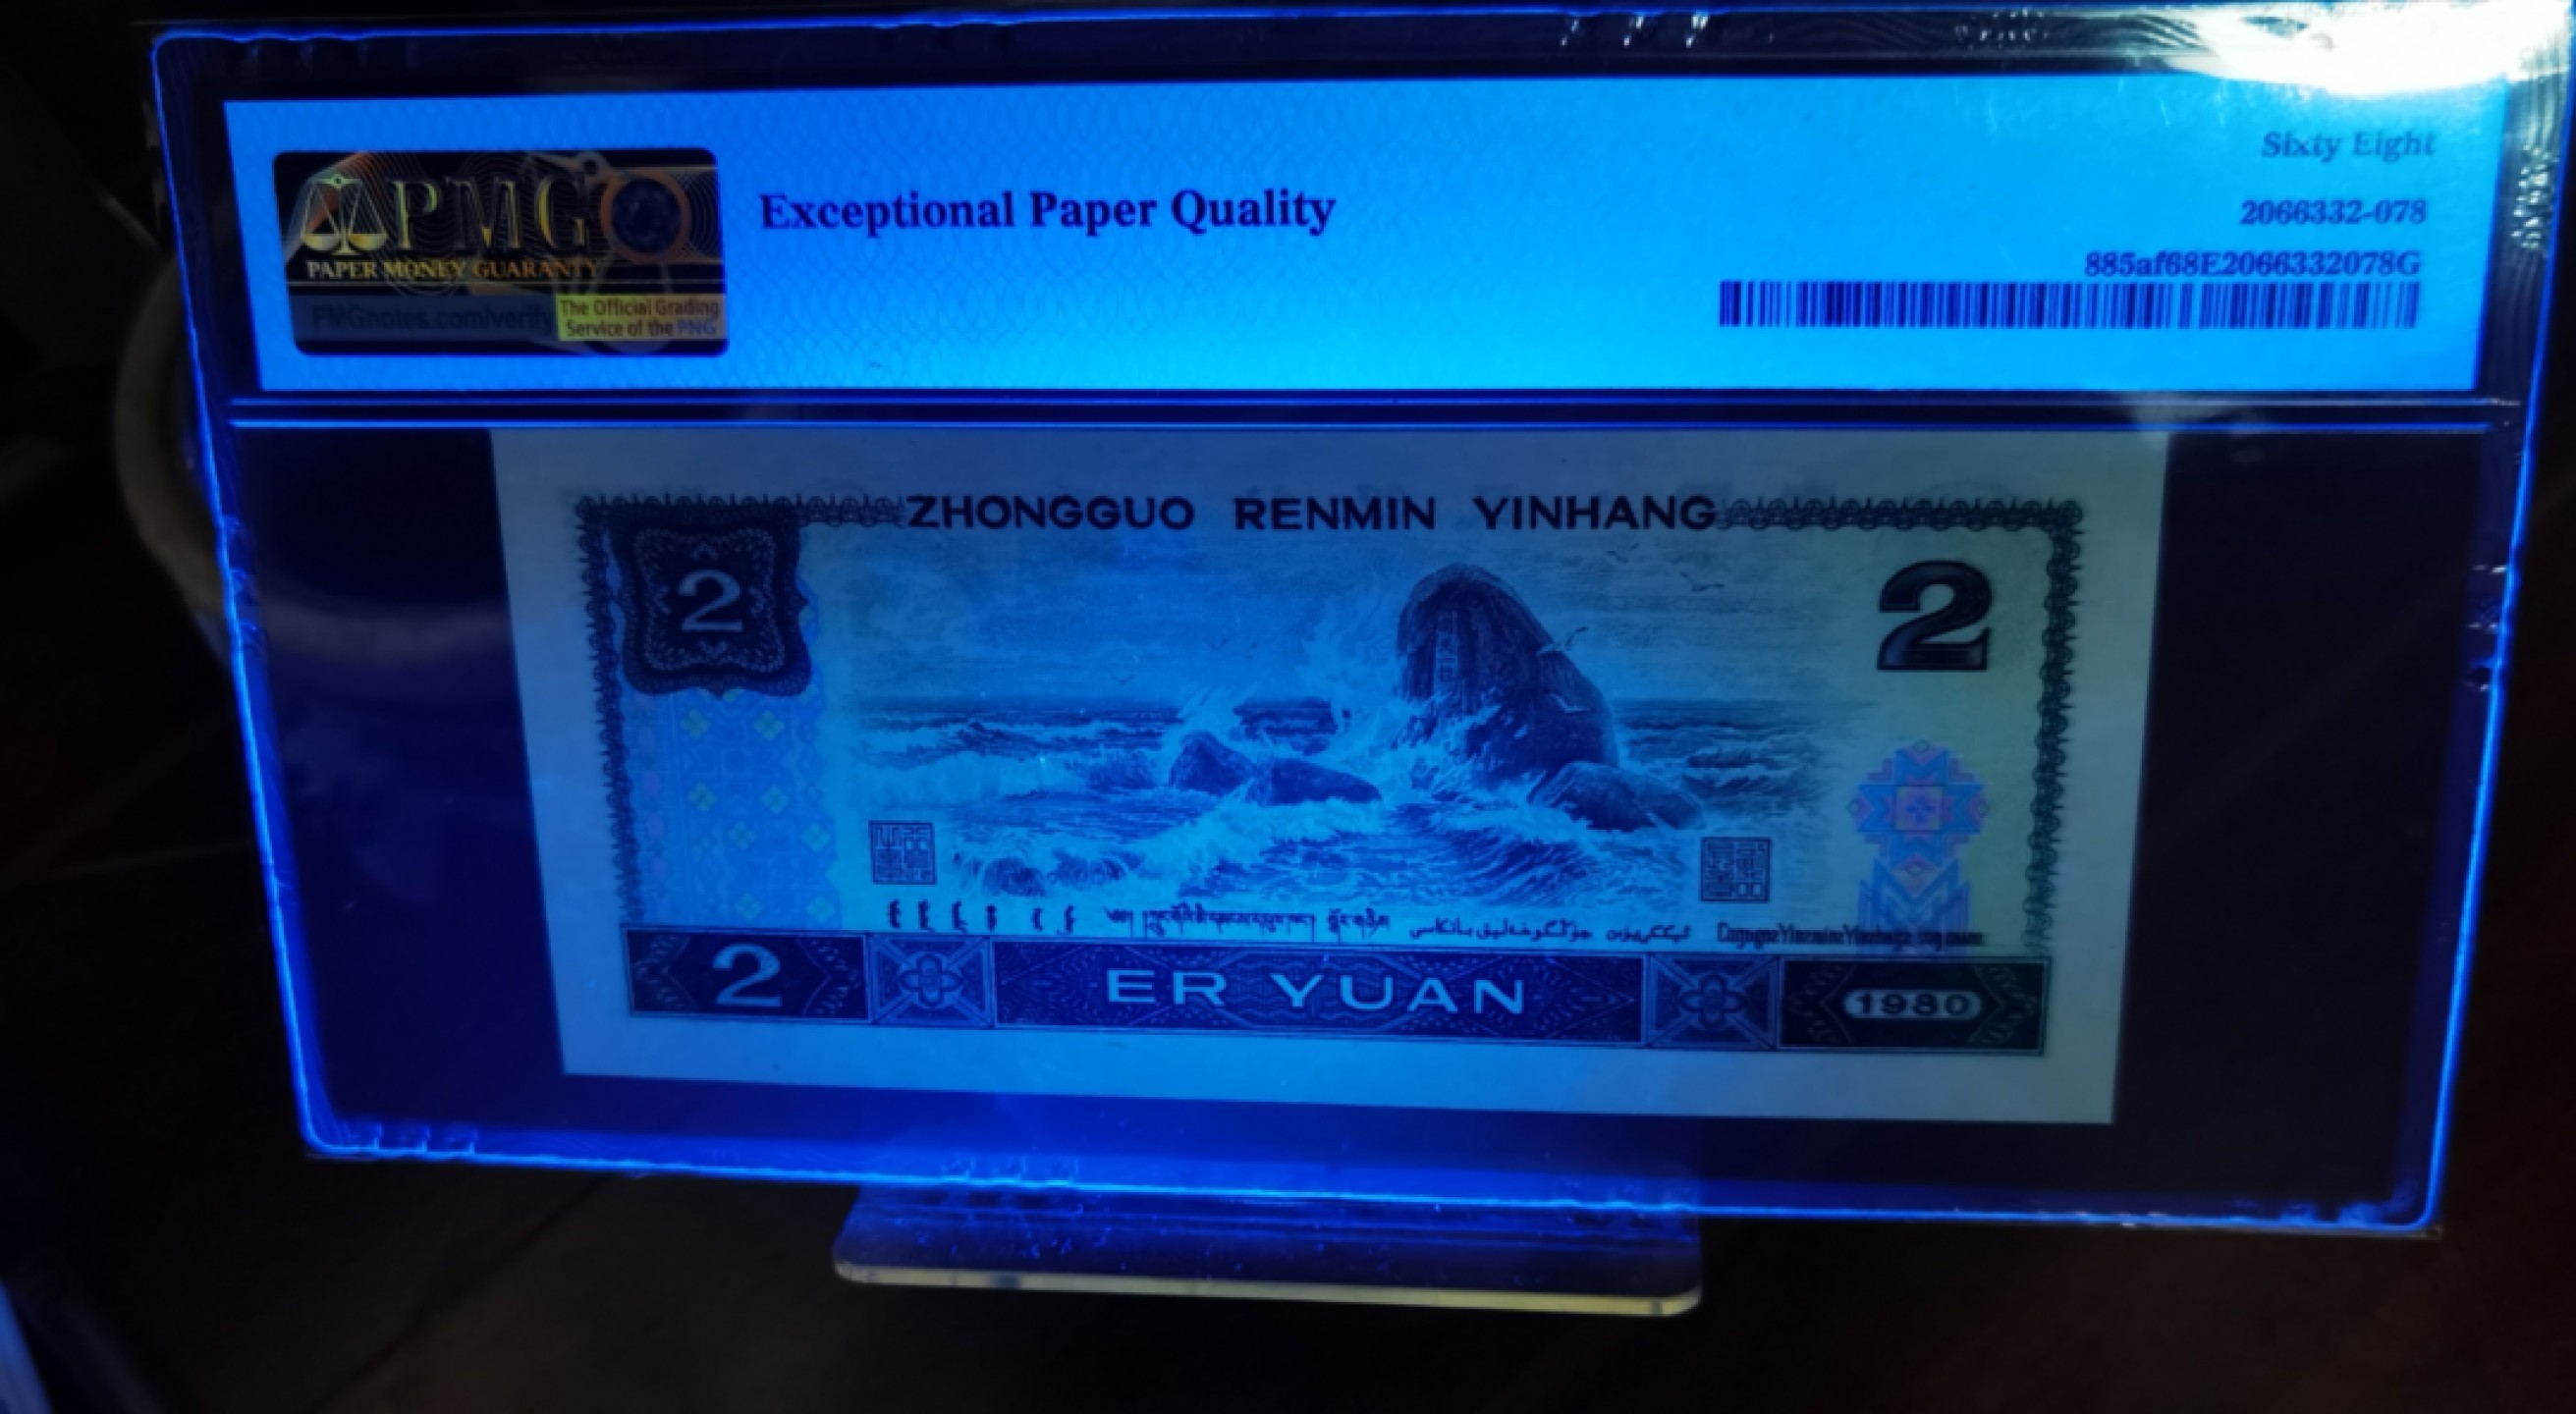 Sixty Eight
PMG
PAPER MONEY GUARANTY
PMGnotes.com/verify
The Official Grading
Service of the PNG
Exceptional Paper Quality
2066332-078
885af68E2066332078G
ZHONGGUO RENMIN YINHANG
2
2
2
ER YUAN
1980